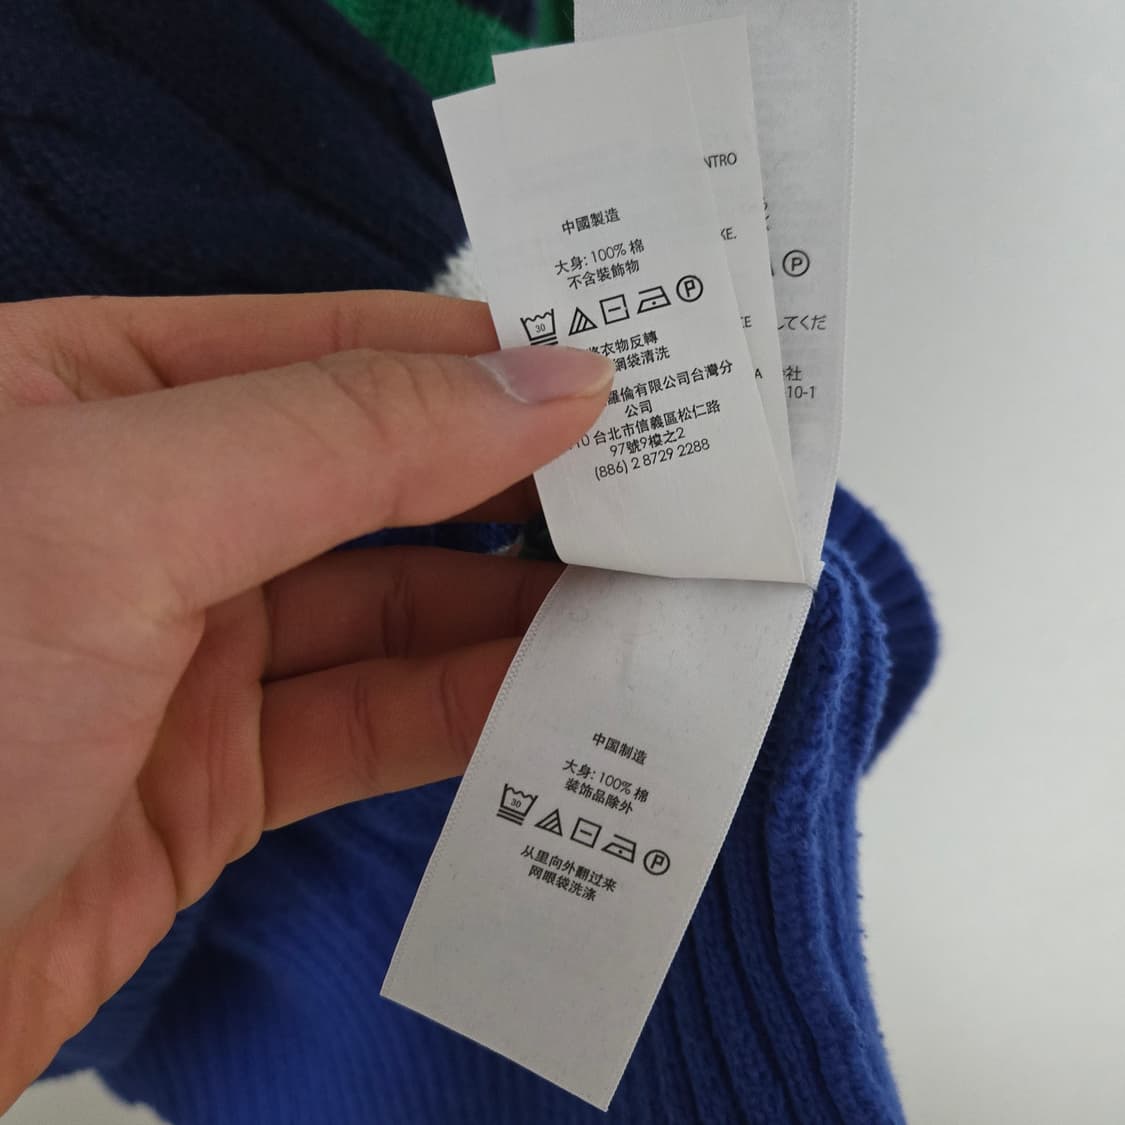 中國製造
大身: 100% 棉
不含裝飾物
30
P
衣物反轉
網袋清洗
羅倫有限公司台灣分
公司
10 台北市信義區松仁路
97號9樓之2
(886) 2 8729 2288
NTRO
KE.
P
してくだ
A
社
10-1
中国制造
大身: 100% 棉
装饰品除外
30
P
从里向外翻过来
网眼袋洗涤